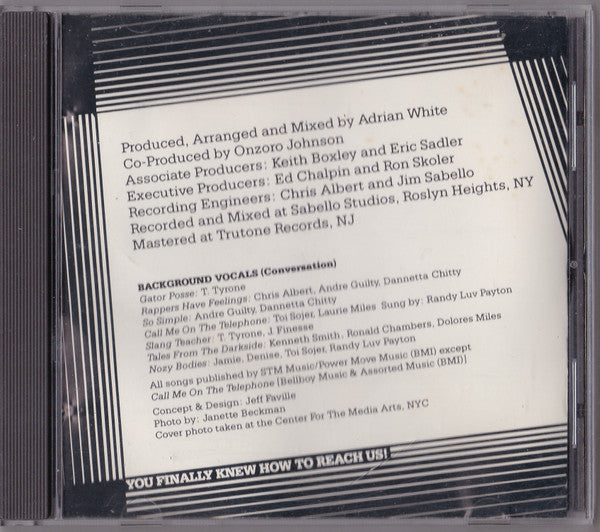 Produced, Arranged and Mixed by Adrian White
Co-Produced by Onzoro Johnson
Associate Producers: Keith Boxley and Eric Sadler
Executive Producers: Ed Chalpin and Ron Skoler
Recording Engineers: Chris Albert and Jim Sabello
Recorded and Mixed at Sabello Studios, Roslyn Heights, NY
Mastered at Trutone Records, NJ
BACKGROUND VOCALS (Conversation)
Gator Posse: T. Tyrone
Rappers Have Feelings: Chris Albert, Andre Guilty, Dannetta Chitty
So Simple: Andre Guilty, Dannetta Chitty
Call Me On The Telephone: Toi Sojer, Laurie Miles Sung by: Randy Luv Payton
Slang Teacher: T. Tyrone, J. Finesse
Tales From The Darkside: Kenneth Smith, Ronald Chambers, Dolores Miles
Nozy Bodies: Jamie, Denise, Toi Sojer, Randy Luv Payton
All songs published by STM Music/Power Move Music (BMI) except
Call Me On The Telephone [Bellboy Music & Assorted Music (BMI)]
Concept & Design: Jeff Faville
Photo by: Janette Beckman
Cover photo taken at the Center For The Media Arts, NYC
YOU FINALLY KNEW HOW TO REACH US!